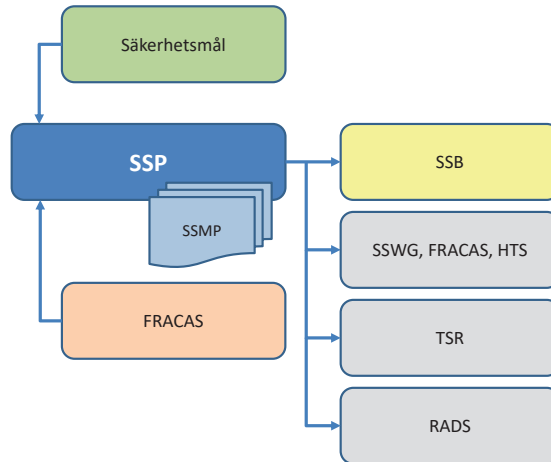 Säkerhetsmål
SSP
SSMP
FRACAS
SSB
SSWG, FRACAS, HTS
TSR
RADS